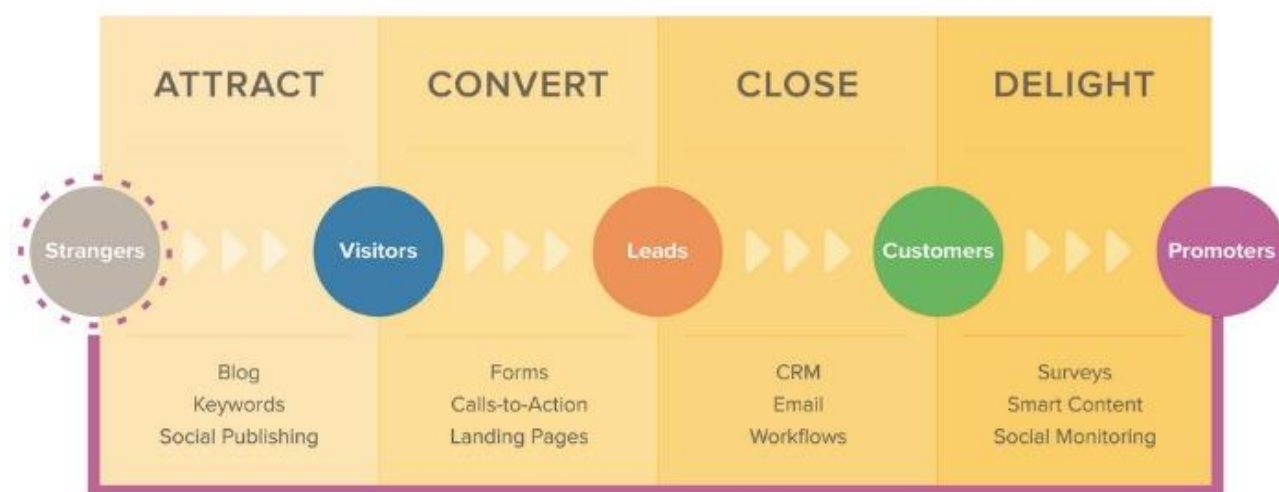 ATTRACT
CONVERT
CLOSE
DELIGHT
Strangers
Visitors
Leads
Customers
Promoters
Blog
Keywords
Social Publishing
Forms
Calls-to-Action
Landing Pages
CRM
Email
Workflows
Surveys
Smart Content
Social Monitoring